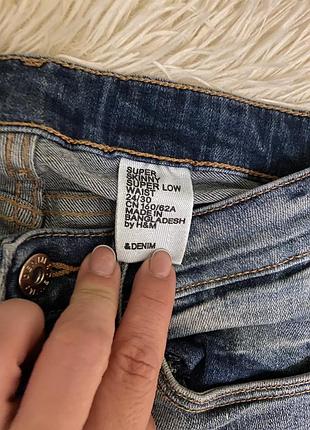 SUPER
SKINNY
SUPER LOW
WAIST
24/30
CN 160/62A
MADE IN
BANGLADESH
by H&M
&DENIM